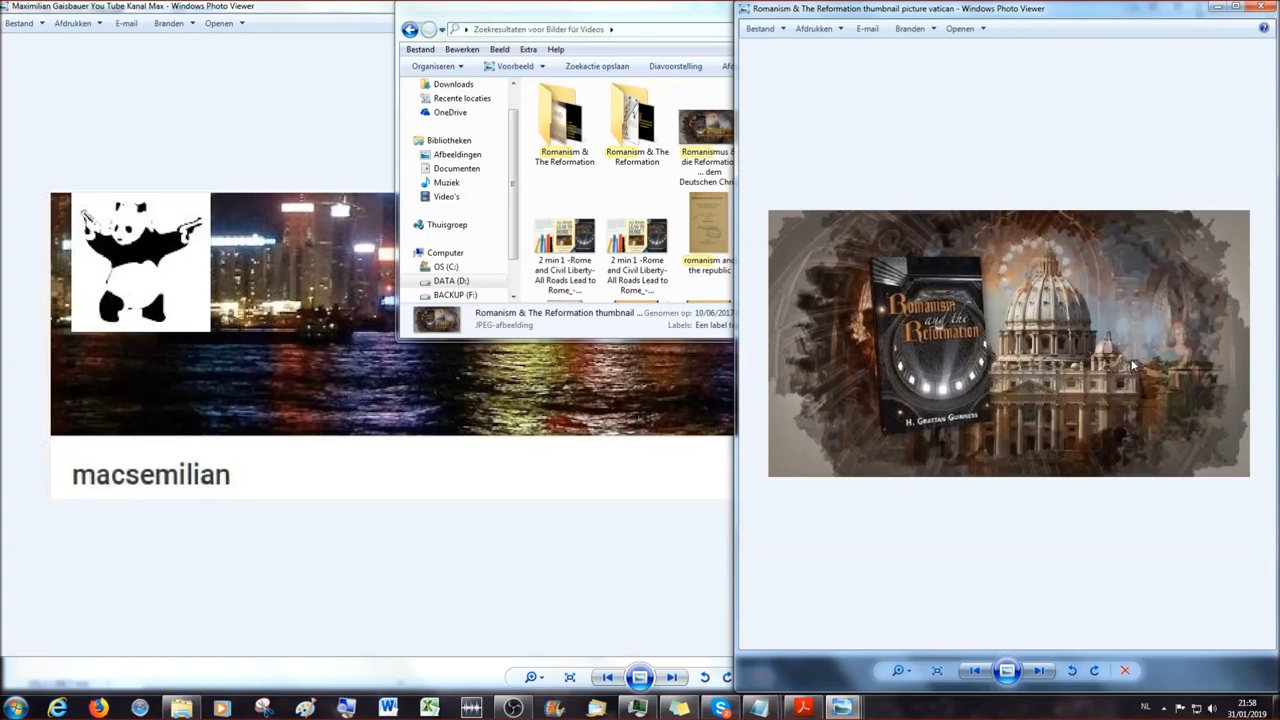 Maximilian Gaisbauer You Tube Kanal Max - Windows Photo Viewer
Bestand
Afdrukken
E-mail
Branden
Openen
macsemilian
Zoekresultaten voor Bilder für Videos
Bestand
Bewerken
Beeld
Extra
Help
Organiseren
Voorbeeld
Zoekactie opslaan
Diavoorstelling
Downloads
Recente locaties
OneDrive
Bibliotheken
Afbeeldingen
Documenten
Muziek
Video's
Thuisgroep
Computer
OS (C:)
DATA (D:)
BACKUP (F:)
Romanism &
The Reformation
Romanism & The
Reformation
Romanismus &
die Reformation
... dem
Deutschen Chri...
2 min 1 -Rome
and Civil Liberty-
All Roads Lead to
Rome_-...
2 min 1 -Rome
and Civil Liberty-
All Roads Lead to
Rome_-...
romanism and
the republic
Romanism & The Reformation thumbnail ...
Genomen op: 10/06/2017
JPEG-afbeelding
Labels: Een label
Romanism & The Reformation thumbnail picture vatican - Windows Photo Viewer
Bestand
Afdrukken
E-mail
Branden
Openen
Romanism
and the
Reformation
H. GRATTAN GUINNESS
NL
21:58
31/01/2019